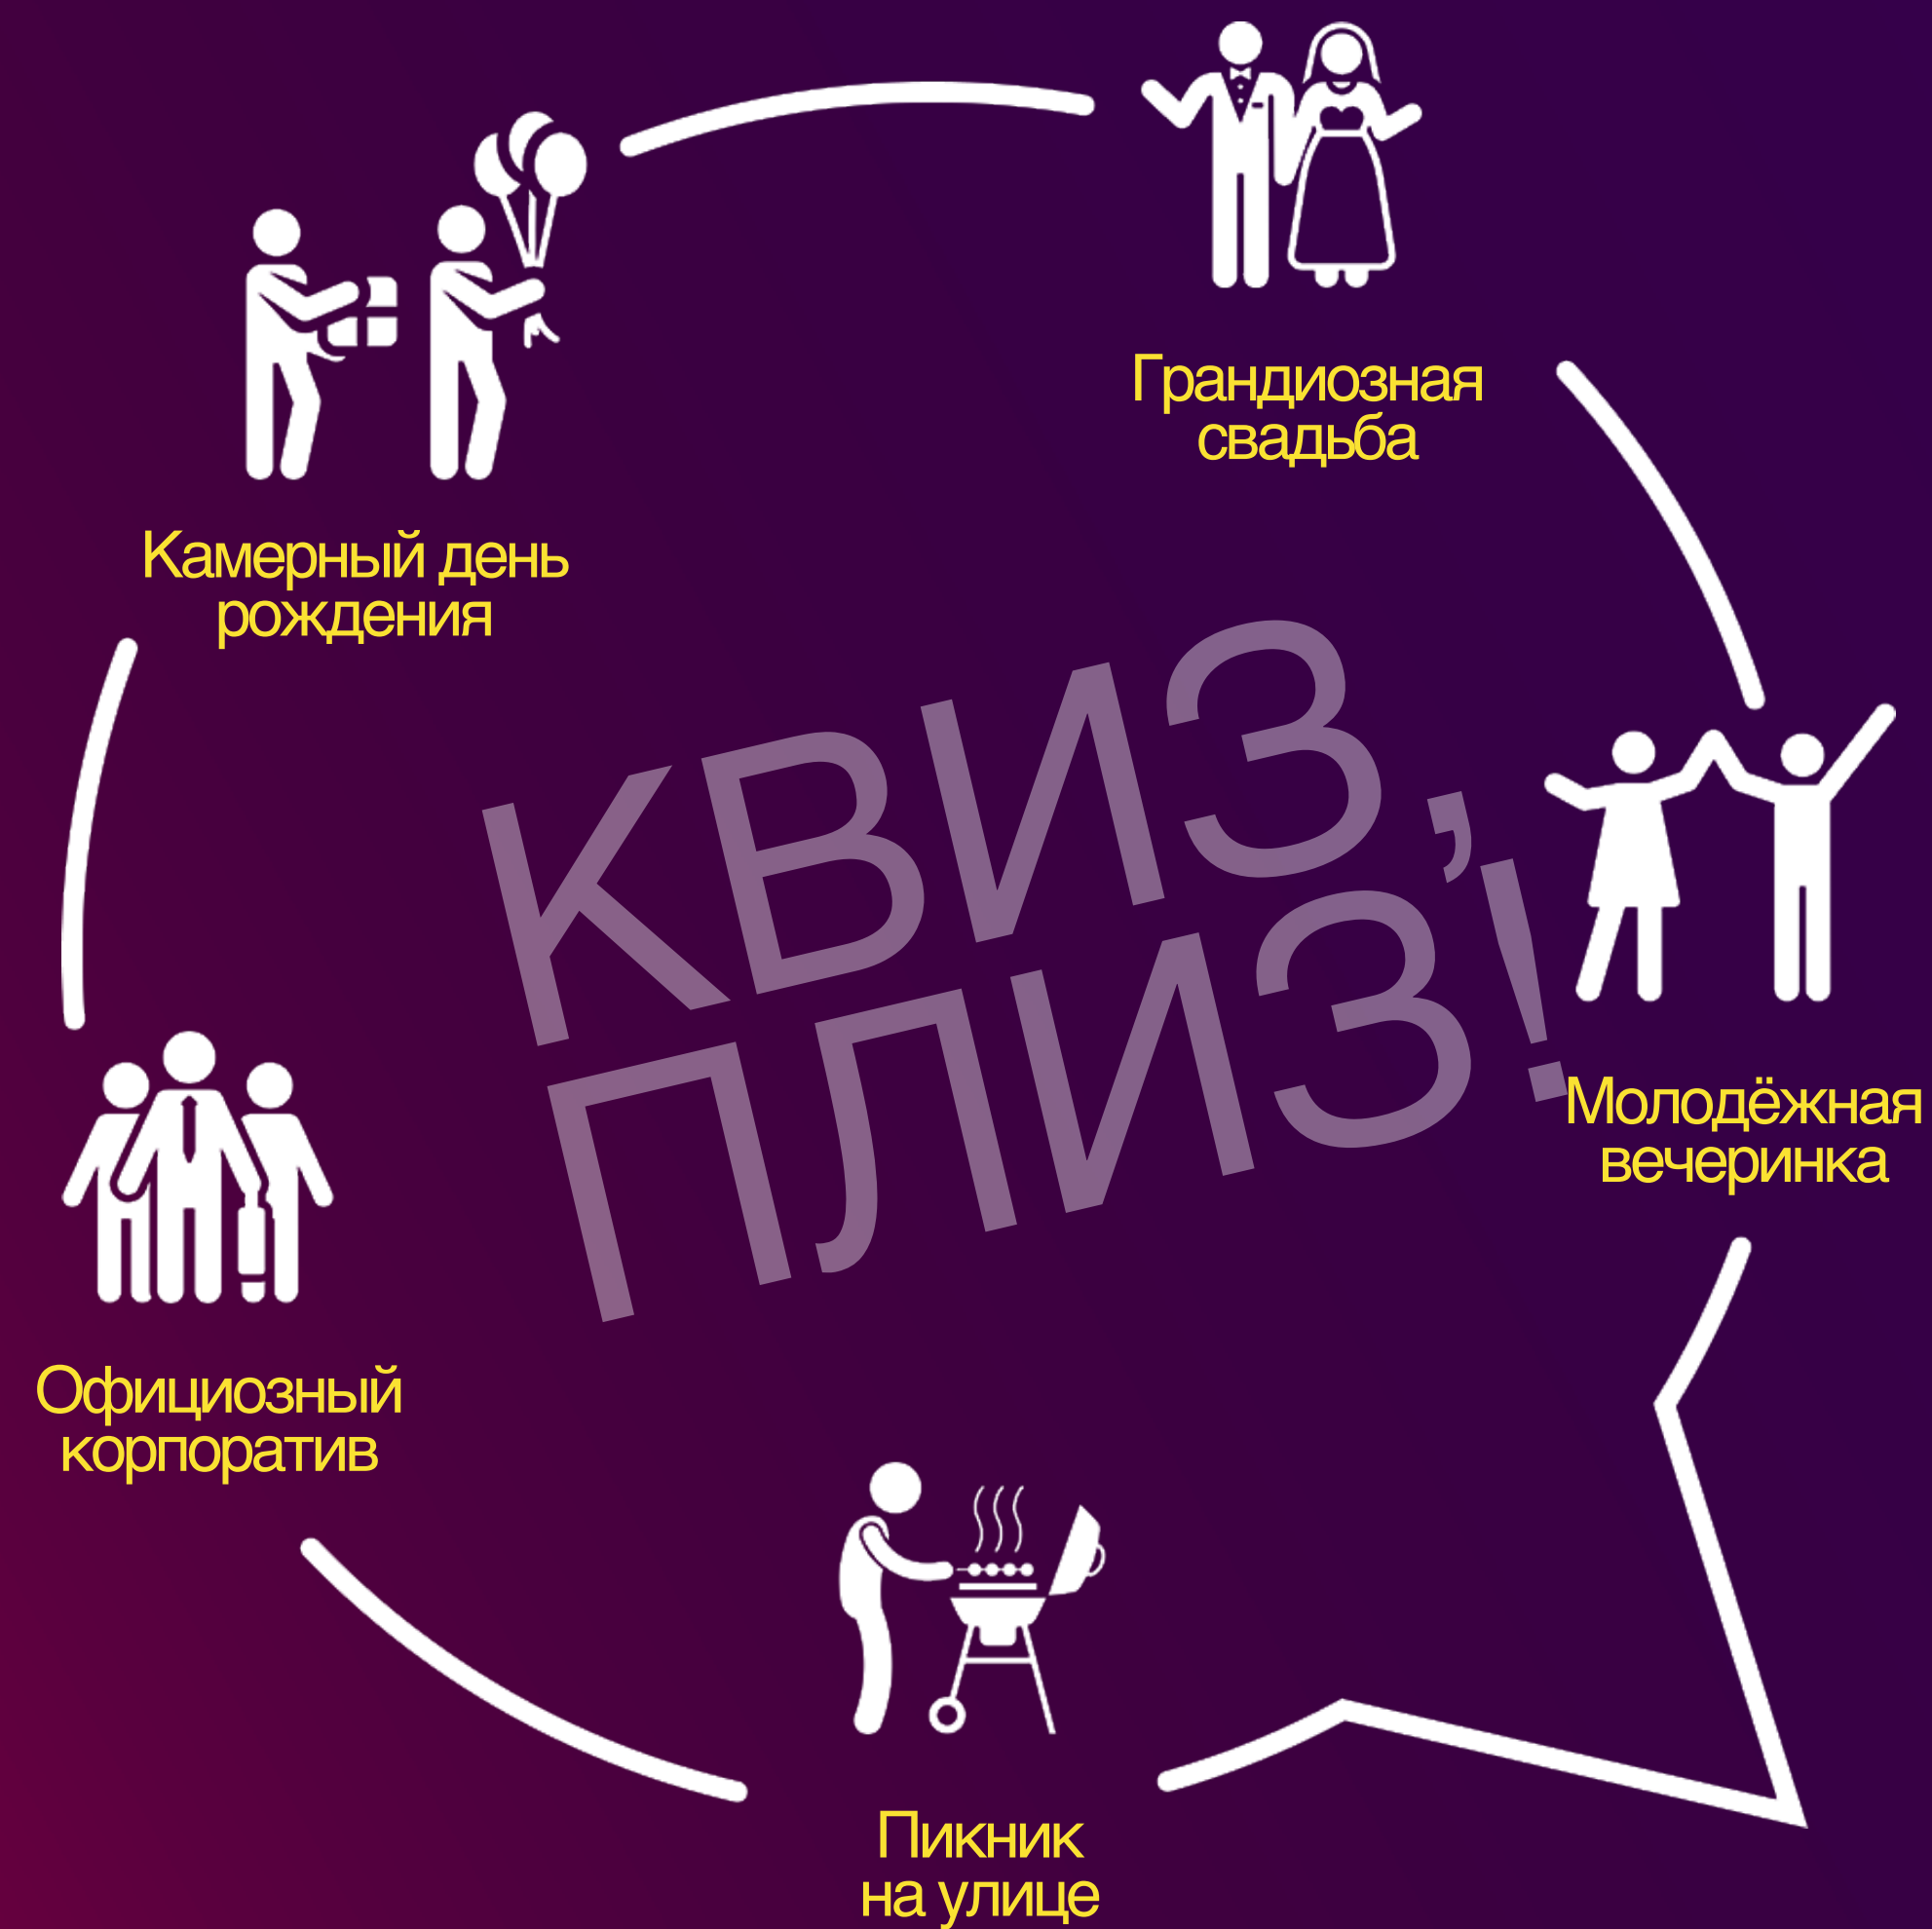 Грандиозная
свадьба
Камерный день
рождения
КВИЗ,
ПЛИЗ!
Молодёжная
вечеринка
Официозный
корпоратив
Пикник
на улице